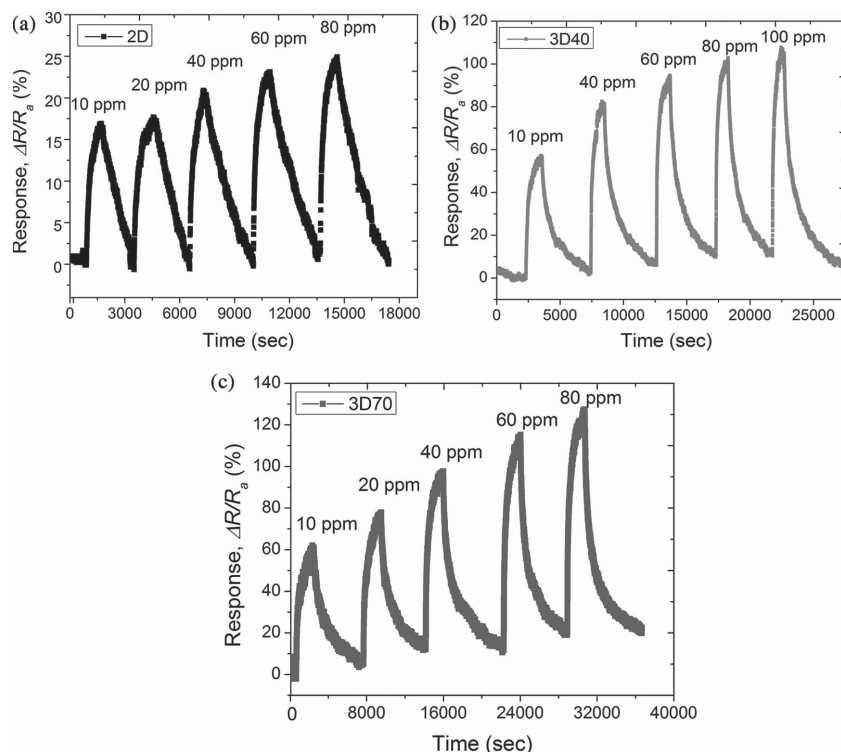 (a)
2D
10 ppm
20 ppm
40 ppm
60 ppm
80 ppm
Response, ΔR/Rₐ (%)
30
25
20
15
10
5
0
0 3000 6000 9000 12000 15000 18000
Time (sec)
(b)
3D40
10 ppm
40 ppm
60 ppm
80 ppm
100 ppm
Response, ΔR/Rₐ (%)
120
100
80
60
40
20
0
0 5000 10000 15000 20000 25000
Time (sec)
(c)
3D70
10 ppm
20 ppm
40 ppm
60 ppm
80 ppm
Response, ΔR/Rₐ (%)
140
120
100
80
60
40
20
0
0 8000 16000 24000 32000 40000
Time (sec)